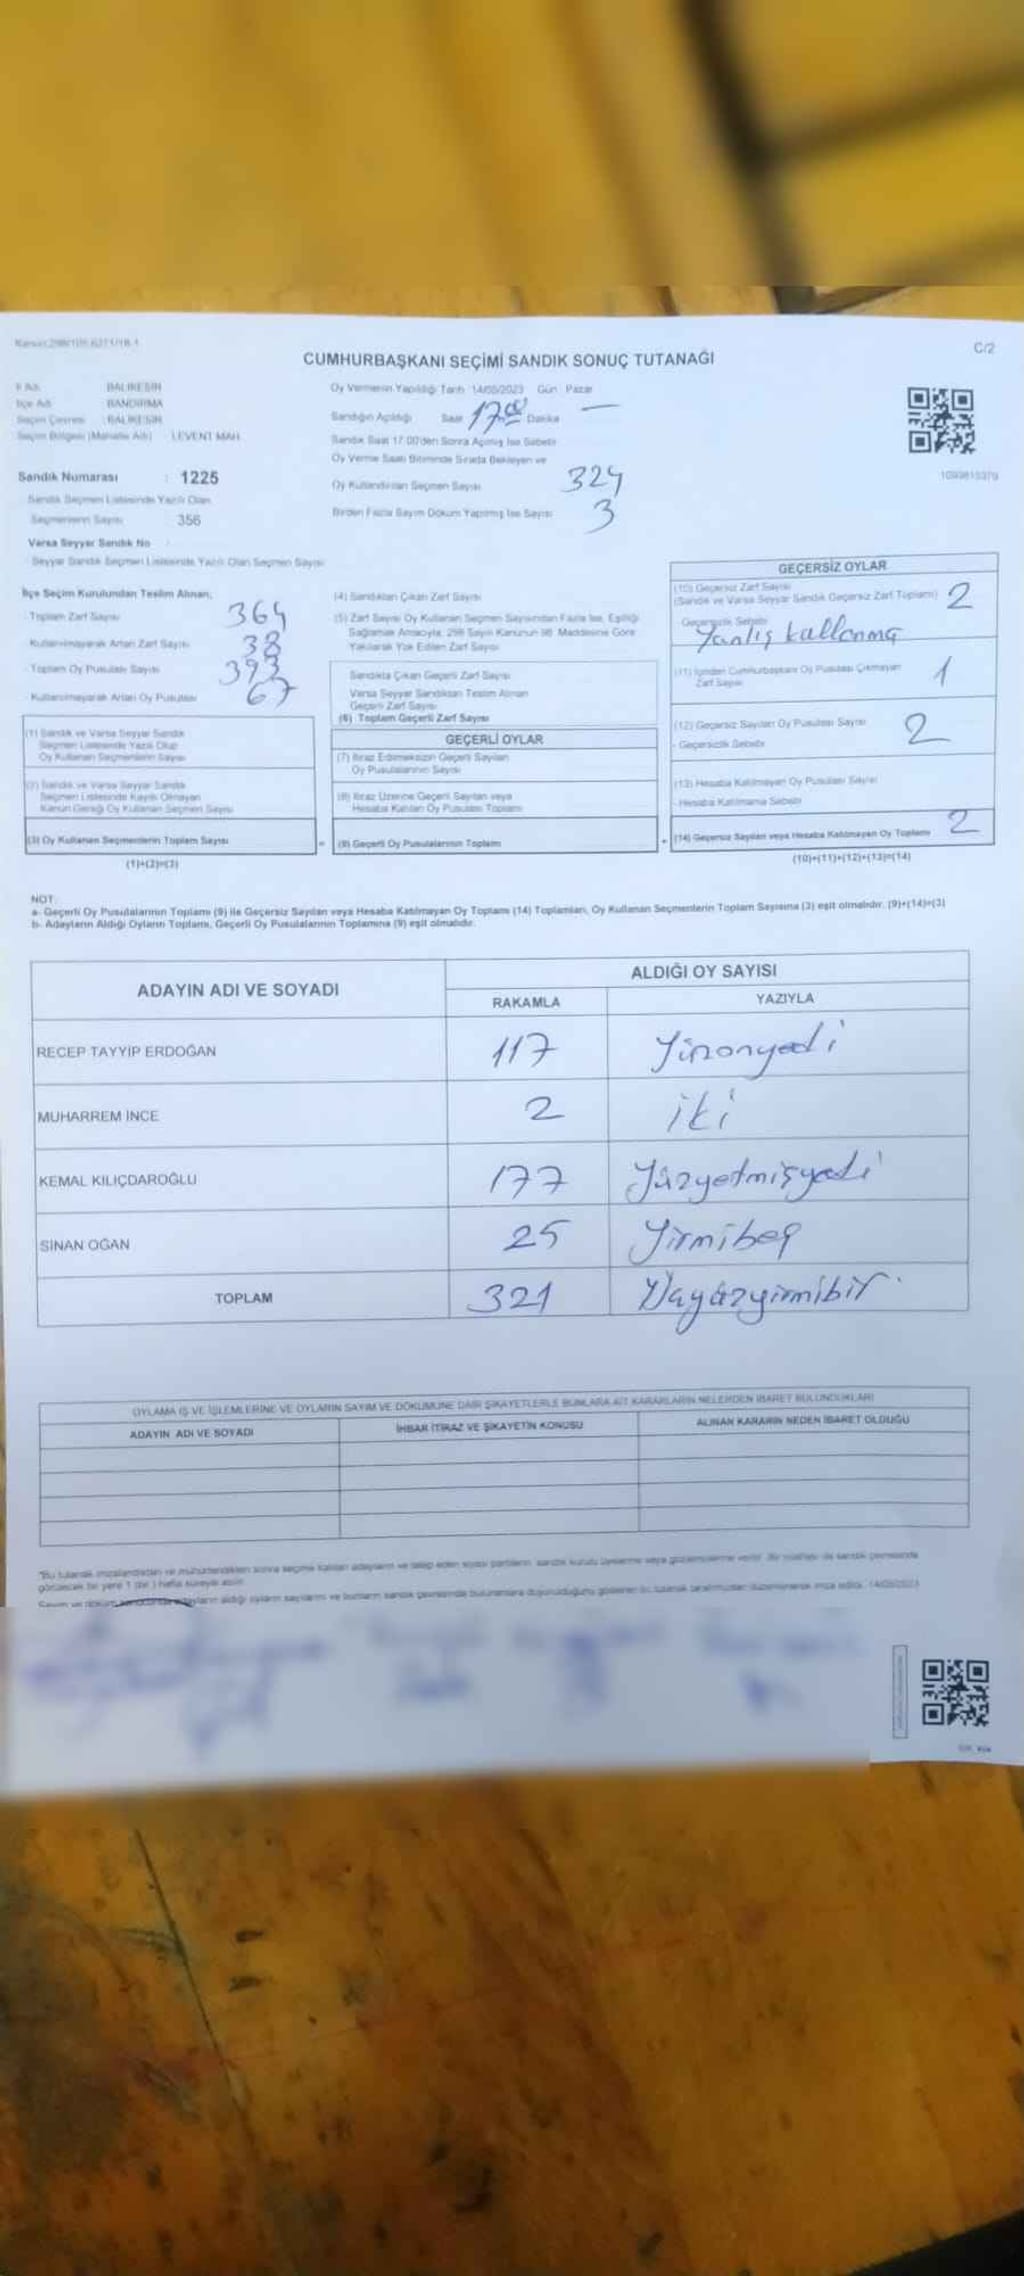 Kanun:298/105-6271/18-1
C/2
CUMHURBAŞKANI SEÇİMİ SANDIK SONUÇ TUTANAĞI
İl Adı : BALIKESİR
İlçe Adı : BANDIRMA
Seçim Çevresi : BALIKESİR
Seçim Bölgesi (Mahalle Adı) : LEVENT MAH.
Oy Vermenin Yapıldığı Tarih : 14/05/2023 Gün : Pazar
Sandığın Açıldığı Saat 17.00 Dakika —
Sandık Saat 17:00'den Sonra Açılmış İse Sebebi
Oy Verme Saati Bitiminde Sırada Bekleyen ve
Oy Kullandırılan Seçmen Sayısı 324
Birden Fazla Sayım Döküm Yapılmış İse Sayısı 3
Sandık Numarası : 1225
Sandık Seçmen Listesinde Yazılı Olan
Seçmenlerin Sayısı 356
Varsa Seyyar Sandık No :
Seyyar Sandık Seçmen Listesinde Yazılı Olan Seçmen Sayısı
İlçe Seçim Kurulundan Teslim Alınan;
- Toplam Zarf Sayısı 364
- Kullanılmayarak Artan Zarf Sayısı 38
- Toplam Oy Pusulası Sayısı 393
- Kullanılmayarak Artan Oy Pusulası 67
(1) Sandık ve Varsa Seyyar Sandık
Seçmen Listesinde Yazılı Olup
Oy Kullanan Seçmenlerin Sayısı
(2) Sandık ve Varsa Seyyar Sandık
Seçmen Listesinde Kayıtlı Olmayan
Kanun Gereği Oy Kullanan Seçmen Sayısı
(3) Oy Kullanan Seçmenlerin Toplam Sayısı
(1)+(2)=(3)
(4) Sandıktan Çıkan Zarf Sayısı
(5) Zarf Sayısı Oy Kullanan Seçmen Sayısından Fazla İse, Eşitliği
Sağlamak Amacıyla, 298 Sayılı Kanunun 98. Maddesine Göre
Yakılarak Yok Edilen Zarf Sayısı
Sandıkta Çıkan Geçerli Zarf Sayısı
Varsa Seyyar Sandıktan Teslim Alınan
Geçerli Zarf Sayısı
(6) Toplam Geçerli Zarf Sayısı
GEÇERLİ OYLAR
(7) İtiraz Edilmeksizin Geçerli Sayılan
Oy Pusulalarının Sayısı
(8) İtiraz Üzerine Geçerli Sayılan veya
Hesaba Katılan Oy Pusulası Toplamı
(9) Geçerli Oy Pusulalarının Toplamı
GEÇERSİZ OYLAR
(10) Geçersiz Zarf Sayısı
(Sandık ve Varsa Seyyar Sandık Geçersiz Zarf Toplamı) 2
- Geçersizlik Sebebi
Yanlış kullanma
(11) İçinden Cumhurbaşkanı Oy Pusulası Çıkmayan
Zarf Sayısı 1
(12) Geçersiz Sayılan Oy Pusulası Sayısı 2
- Geçersizlik Sebebi
(13) Hesaba Katılmayan Oy Pusulası Sayısı
- Hesaba Katılmama Sebebi
(14) Geçersiz Sayılan veya Hesaba Katılmayan Oy Toplamı 2
(10)+(11)+(12)+(13)=(14)
NOT:
a- Geçerli Oy Pusulalarının Toplamı (9) ile Geçersiz Sayılan veya Hesaba Katılmayan Oy Toplamı (14) Toplamları, Oy Kullanan Seçmenlerin Toplam Sayısına (3) eşit olmalıdır. (9)+(14)=(3)
b- Adayların Aldığı Oyların Toplamı, Geçerli Oy Pusulalarının Toplamına (9) eşit olmalıdır.
ADAYIN ADI VE SOYADI
ALDIĞI OY SAYISI
RAKAMLA YAZIYLA
RECEP TAYYİP ERDOĞAN 117 Yüzonyedi
MUHARREM İNCE 2 iki
KEMAL KILIÇDAROĞLU 177 Yüzyetmişyedi
SİNAN OĞAN 25 Yirmibeş
TOPLAM 321 Üçyüzyirmibir.
OYLAMA İŞ VE İŞLEMLERİNE VE OYLARIN SAYIM VE DÖKÜMÜNE DAİR ŞİKAYETLERLE BUNLARA AİT KARARLARIN NELERDEN İBARET BULUNDUKLARI
ADAYIN ADI VE SOYADI İHBAR İTİRAZ VE ŞİKAYETİN KONUSU ALINAN KARARIN NEDEN İBARET OLDUĞU